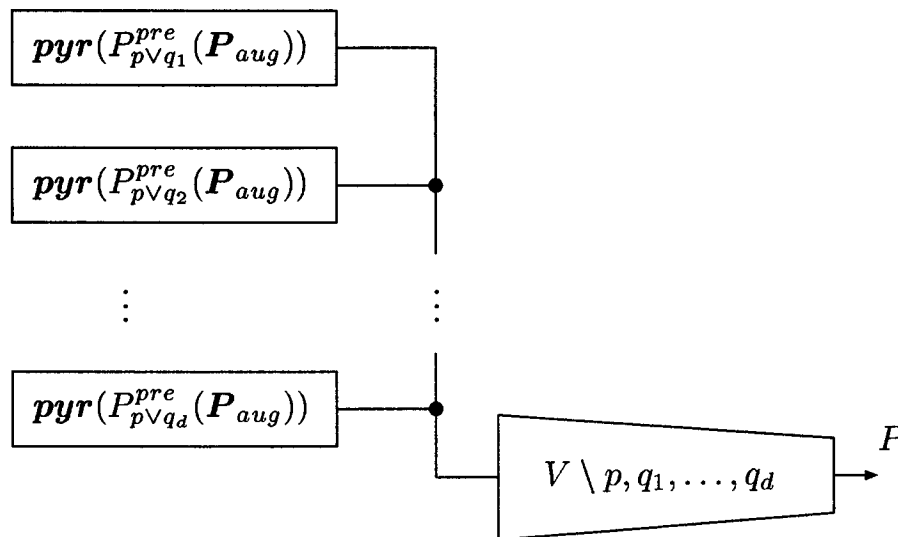 pyr(P^{pre}_{p∨q_1}(P_{aug}))
pyr(P^{pre}_{p∨q_2}(P_{aug}))
⋮ ⋮
pyr(P^{pre}_{p∨q_d}(P_{aug}))
P
V \ p, q_1, . . . , q_d